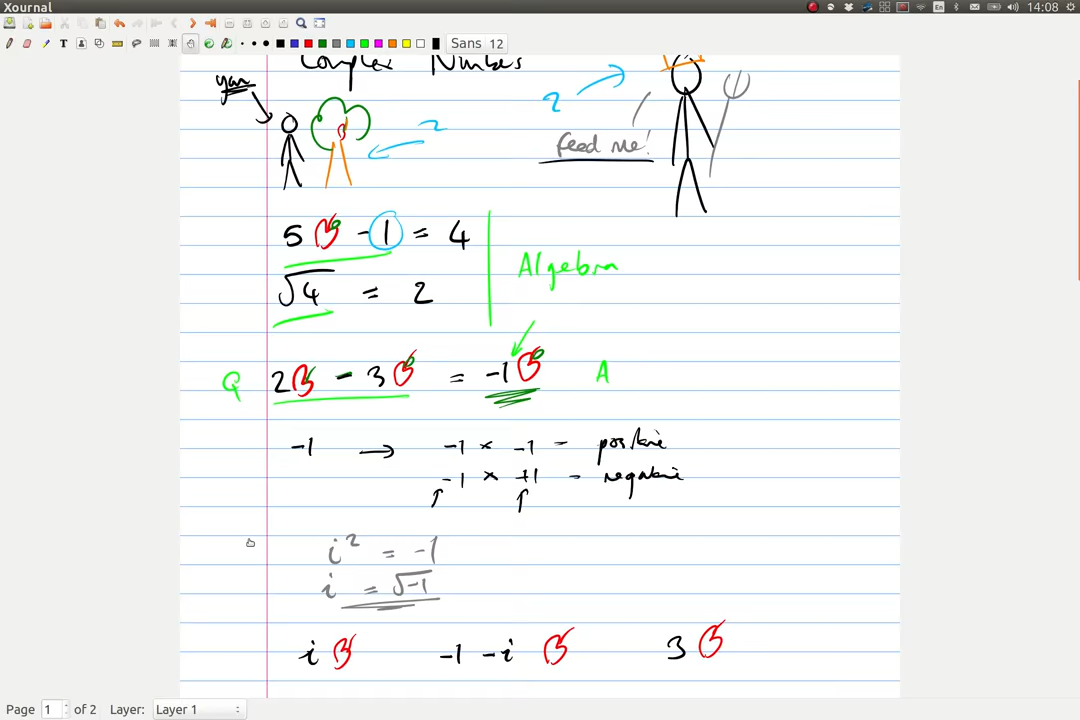 Xournal
En
14:08
T
Sans 12
Complex Numbers
you
2
2
feed me!
5 - 1 = 4
√4 = 2
Algebra
Q 2 - 3 = -1 A
-1 → -1 × -1 = positive
-1 × +1 = negative
i² = -1
i = √-1
i -1 - i 3
Page 1 of 2 Layer: Layer 1